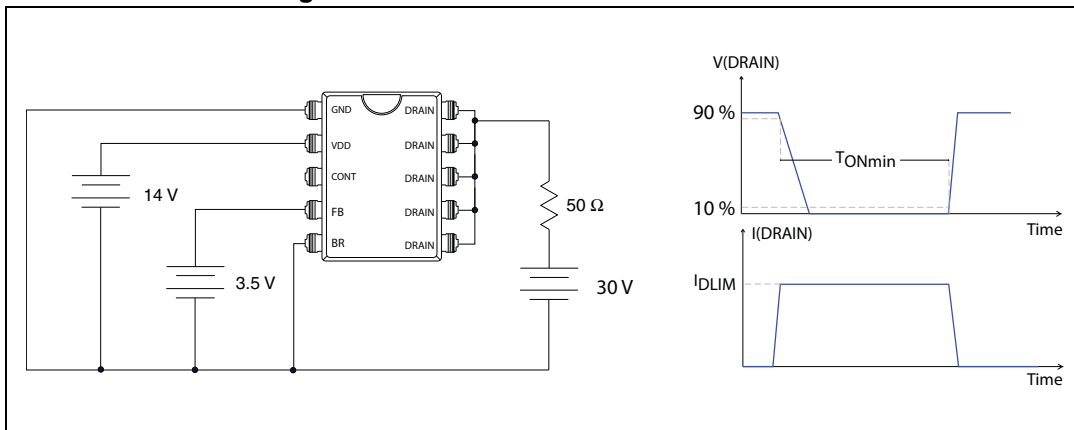 g
GND DRAIN
VDD DRAIN
CONT DRAIN
FB DRAIN
BR DRAIN
14 V
3.5 V
50 Ω
30 V
V(DRAIN)
90 %
TONmin
10 %
Time
I(DRAIN)
IDLIM
Time